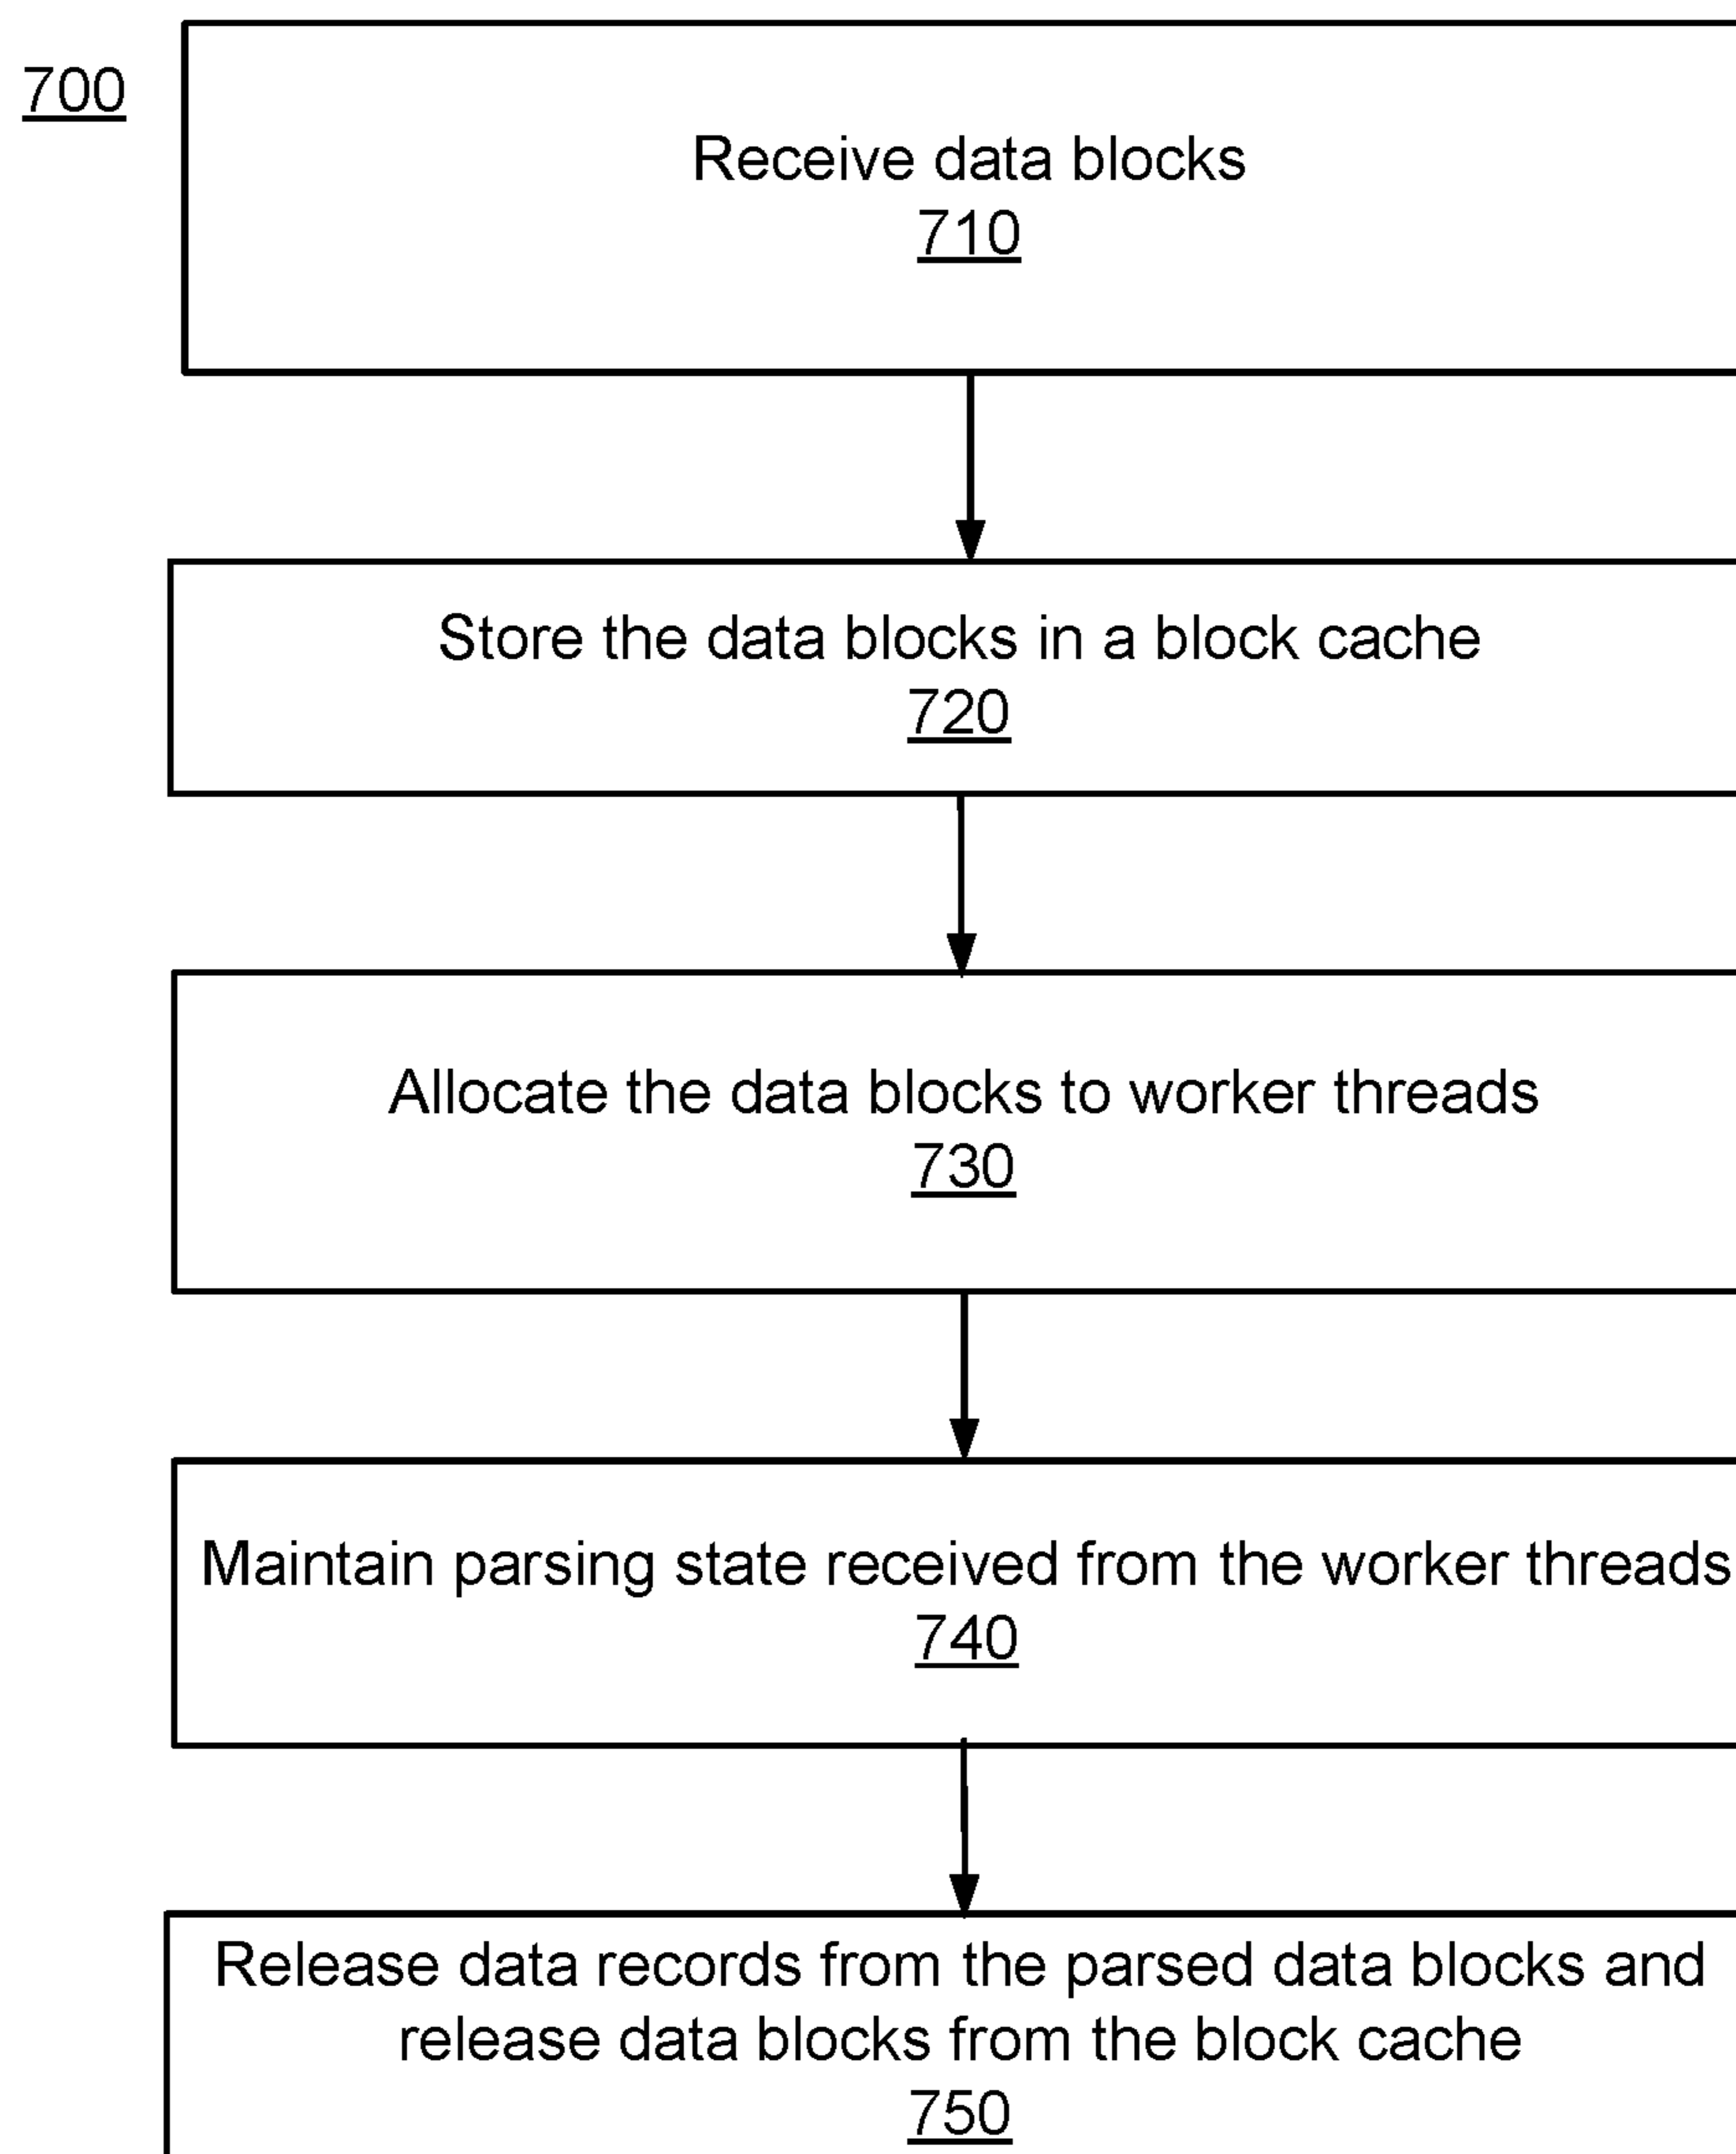 700
Receive data blocks
710
Store the data blocks in a block cache
720
Allocate the data blocks to worker threads
730
Maintain parsing state received from the worker threads
740
Release data records from the parsed data blocks and
release data blocks from the block cache
750